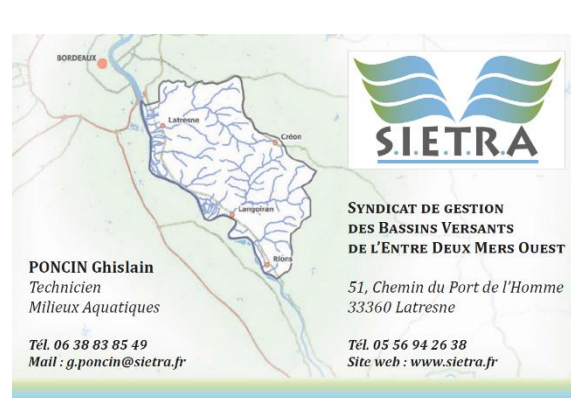 BORDEAUX
Latresne
Créon
Langoiran
Rions
S.I.E.T.R.A
SYNDICAT DE GESTION
DES BASSINS VERSANTS
DE L'ENTRE DEUX MERS OUEST
PONCIN Ghislain
Technicien
Milieux Aquatiques
Tél. 06 38 83 85 49
Mail : g.poncin@sietra.fr
51, Chemin du Port de l'Homme
33360 Latresne
Tél. 05 56 94 26 38
Site web : www.sietra.fr